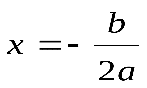 x = - b/2a